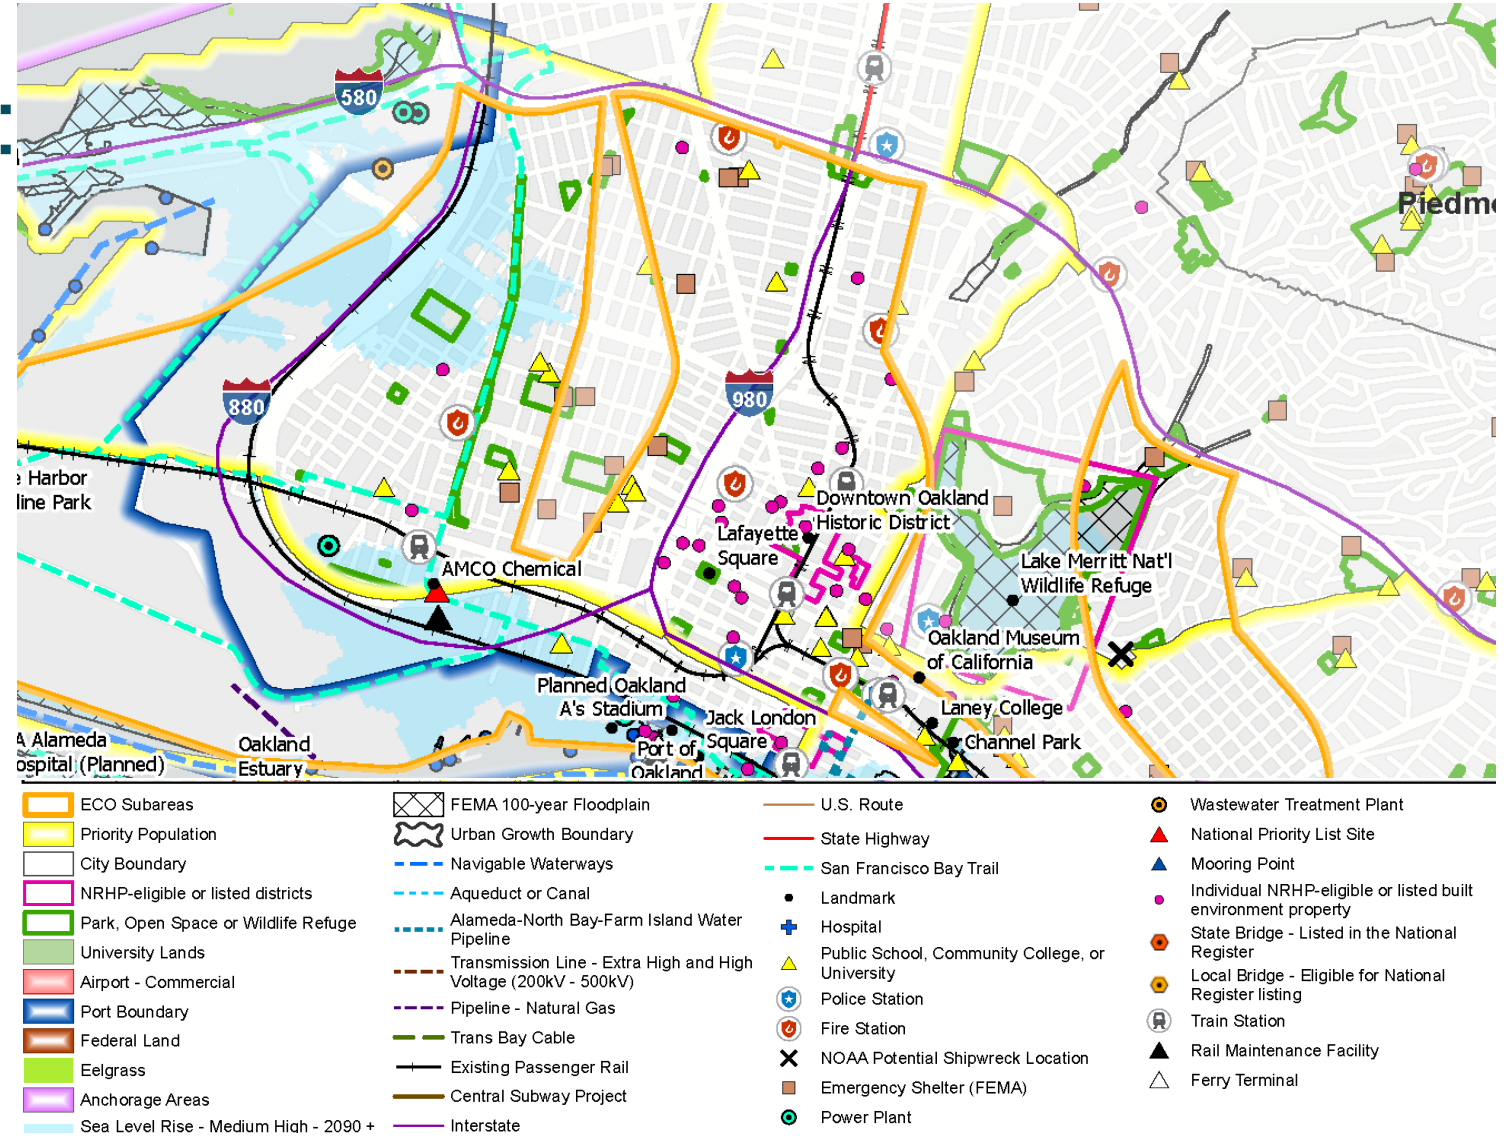 580
Piedm
880
980
e Harbor
line Park
Downtown Oakland
Historic District
Lafayette
Square
AMCO Chemical
Lake Merritt Nat'l
Wildlife Refuge
Oakland Museum
of California
Planned Oakland
A's Stadium
Laney College
Jack London
Square
Channel Park
A Alameda
ospital (Planned)
Oakland
Estuary
Port of
Oakland
ECO Subareas
Priority Population
City Boundary
NRHP-eligible or listed districts
Park, Open Space or Wildlife Refuge
University Lands
Airport - Commercial
Port Boundary
Federal Land
Eelgrass
Anchorage Areas
Sea Level Rise - Medium High - 2090 +
FEMA 100-year Floodplain
Urban Growth Boundary
Navigable Waterways
Aqueduct or Canal
Alameda-North Bay-Farm Island Water
Pipeline
Transmission Line - Extra High and High
Voltage (200kV - 500kV)
Pipeline - Natural Gas
Trans Bay Cable
Existing Passenger Rail
Central Subway Project
Interstate
U.S. Route
State Highway
San Francisco Bay Trail
Landmark
Hospital
Public School, Community College, or
University
Police Station
Fire Station
NOAA Potential Shipwreck Location
Emergency Shelter (FEMA)
Power Plant
Wastewater Treatment Plant
National Priority List Site
Mooring Point
Individual NRHP-eligible or listed built
environment property
State Bridge - Listed in the National
Register
Local Bridge - Eligible for National
Register listing
Train Station
Rail Maintenance Facility
Ferry Terminal